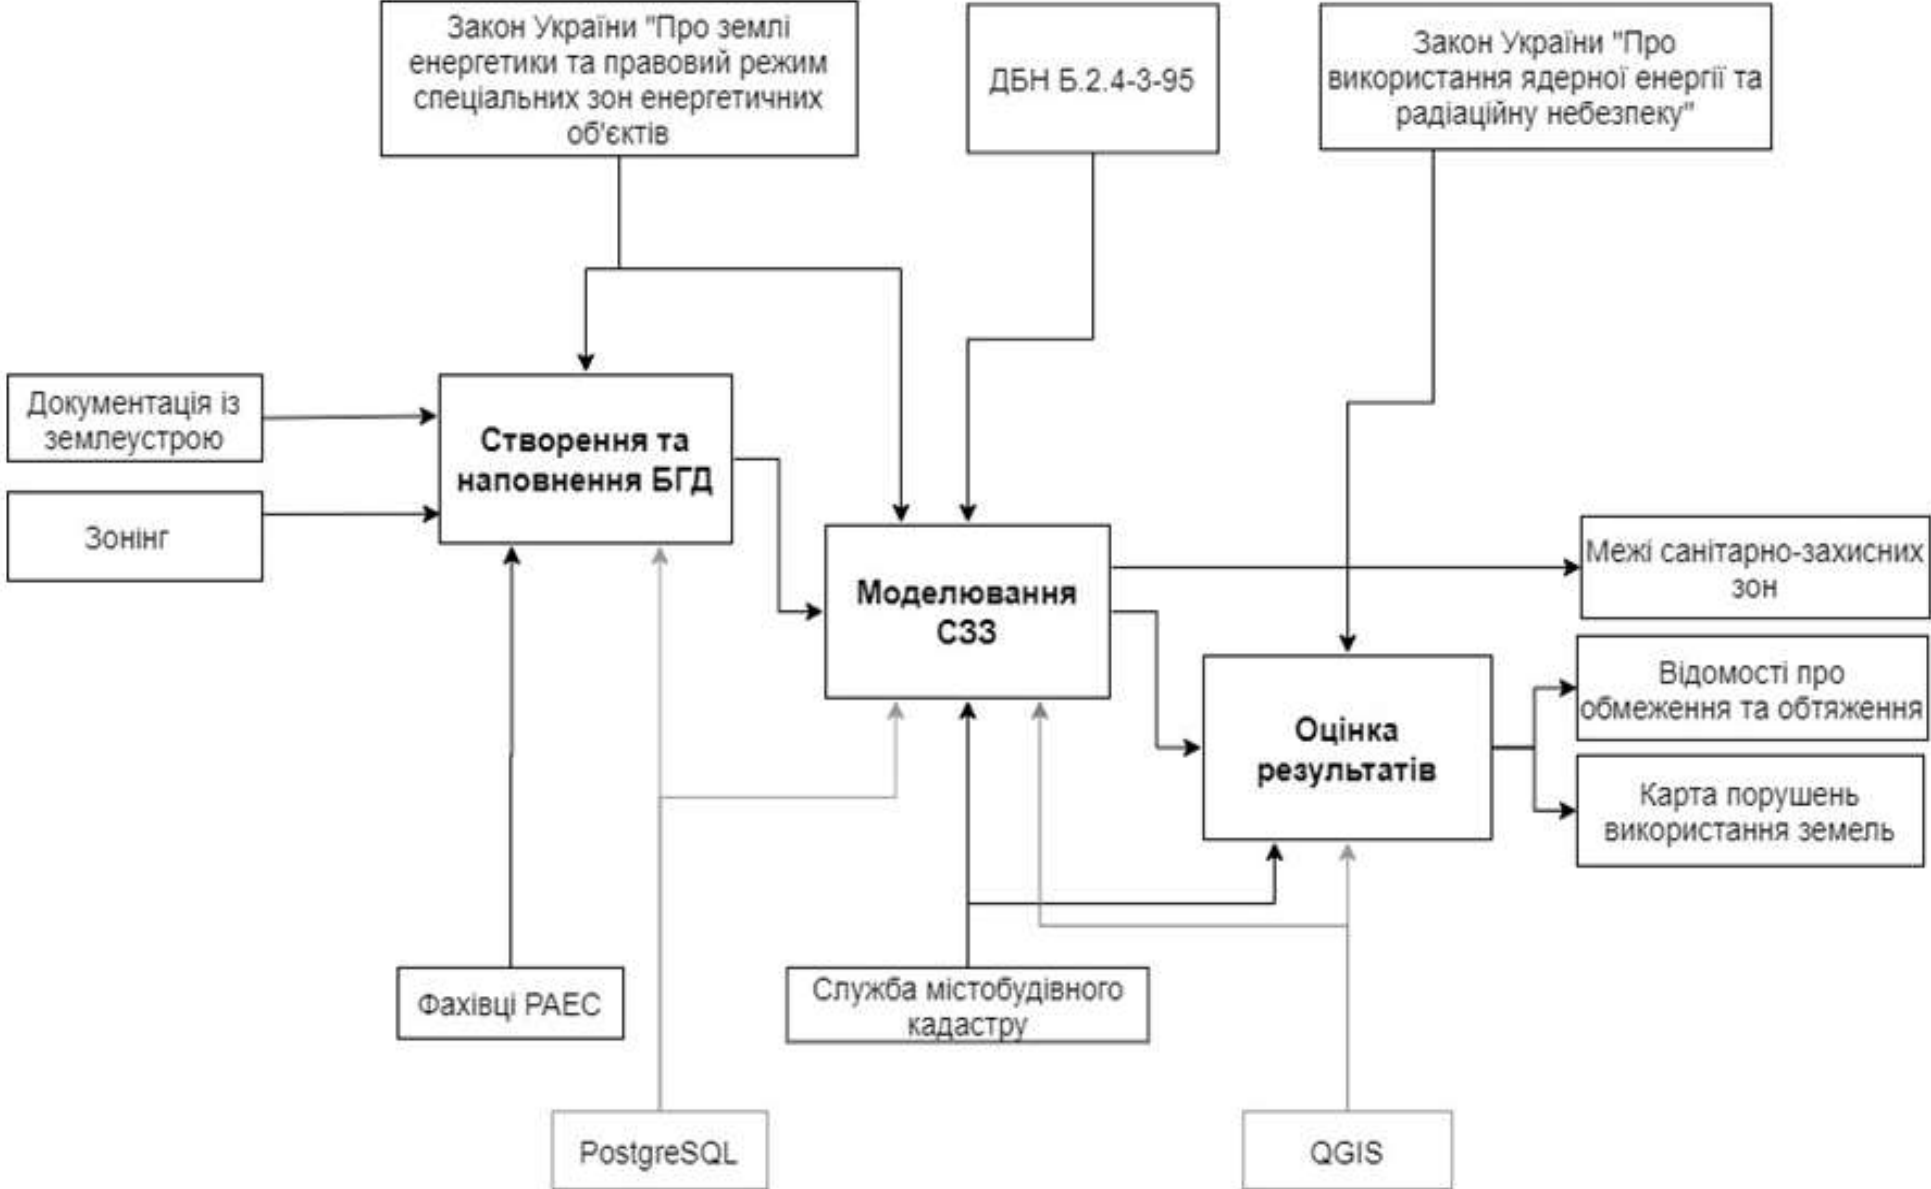 Закон України "Про землі
енергетики та правовий режим
спеціальних зон енергетичних
об'єктів
ДБН Б.2.4-3-95
Закон України "Про
використання ядерної енергії та
радіаційну небезпеку"
Документація із
землеустрою
Зонінг
Створення та
наповнення БГД
Моделювання
СЗЗ
Оцінка
результатів
Межі санітарно-захисних
зон
Відомості про
обмеження та обтяження
Карта порушень
використання земель
Фахівці РАЕС
Служба містобудівного
кадастру
PostgreSQL
QGIS